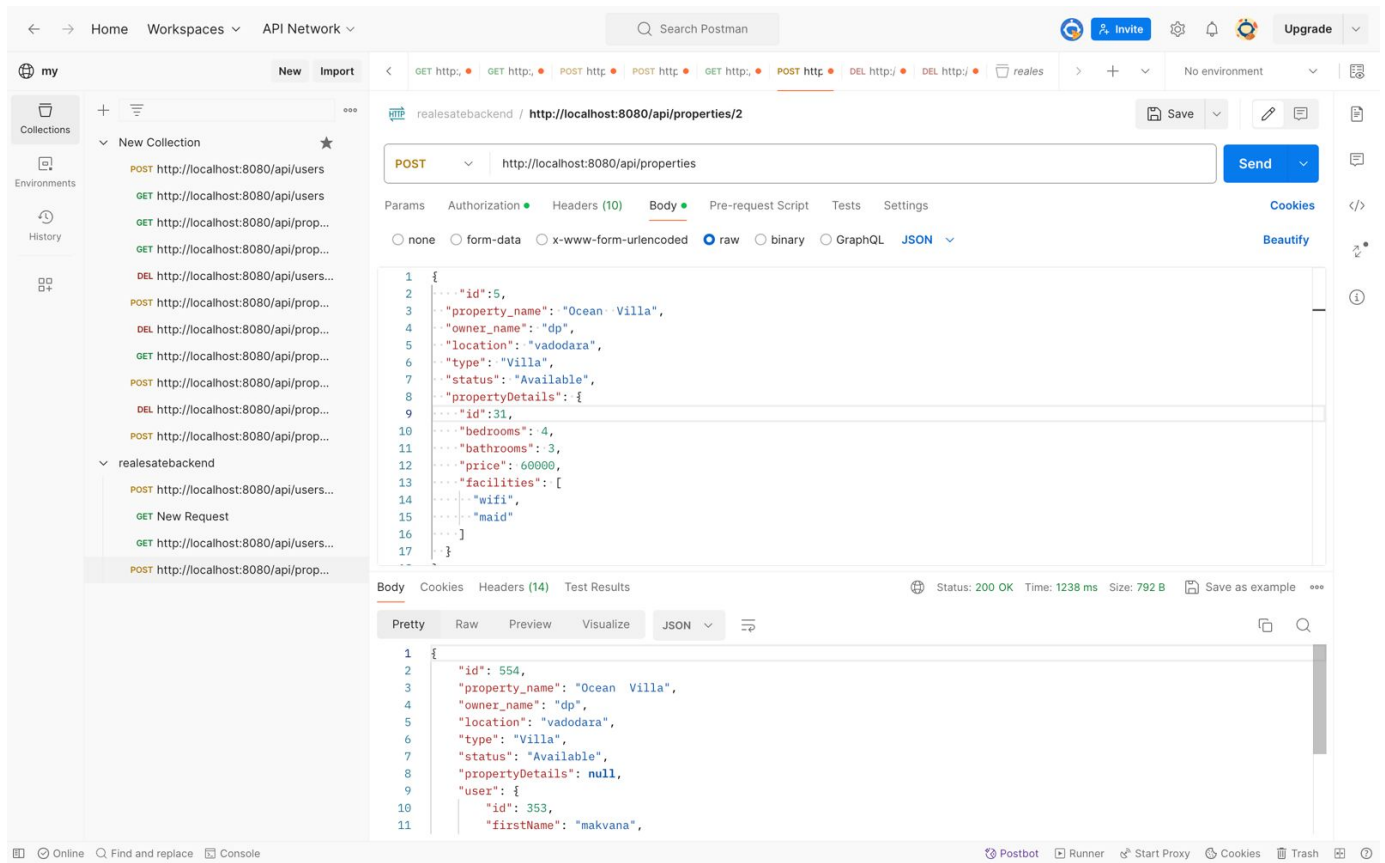 Home Workspaces API Network Search Postman Invite Upgrade
my New Import GET http:, GET http:, POST http POST http GET http:, POST http DEL http:/ DEL http:/ reales No environment
Collections
Environments
History
New Collection
POST http://localhost:8080/api/users
GET http://localhost:8080/api/users
GET http://localhost:8080/api/prop...
GET http://localhost:8080/api/prop...
DEL http://localhost:8080/api/users...
POST http://localhost:8080/api/prop...
DEL http://localhost:8080/api/prop...
GET http://localhost:8080/api/prop...
POST http://localhost:8080/api/prop...
DEL http://localhost:8080/api/prop...
POST http://localhost:8080/api/prop...
realesatebackend
POST http://localhost:8080/api/users...
GET New Request
GET http://localhost:8080/api/users...
POST http://localhost:8080/api/prop...
HTTP realesatebackend / http://localhost:8080/api/properties/2 Save
POST http://localhost:8080/api/properties Send
Params Authorization Headers (10) Body Pre-request Script Tests Settings Cookies
none form-data x-www-form-urlencoded raw binary GraphQL JSON Beautify
1 {
2 "id":5,
3 "property_name": "Ocean  Villa",
4 "owner_name": "dp",
5 "location": "vadodara",
6 "type": "Villa",
7 "status": "Available",
8 "propertyDetails": {
9 "id":31,
10 "bedrooms": 4,
11 "bathrooms": 3,
12 "price": 60000,
13 "facilities": [
14 "wifi",
15 "maid"
16 ]
17 }
Body Cookies Headers (14) Test Results Status: 200 OK Time: 1238 ms Size: 792 B Save as example
Pretty Raw Preview Visualize JSON
1 {
2 "id": 554,
3 "property_name": "Ocean  Villa",
4 "owner_name": "dp",
5 "location": "vadodara",
6 "type": "Villa",
7 "status": "Available",
8 "propertyDetails": null,
9 "user": {
10 "id": 353,
11 "firstName": "makvana",
Online Find and replace Console Postbot Runner Start Proxy Cookies Trash